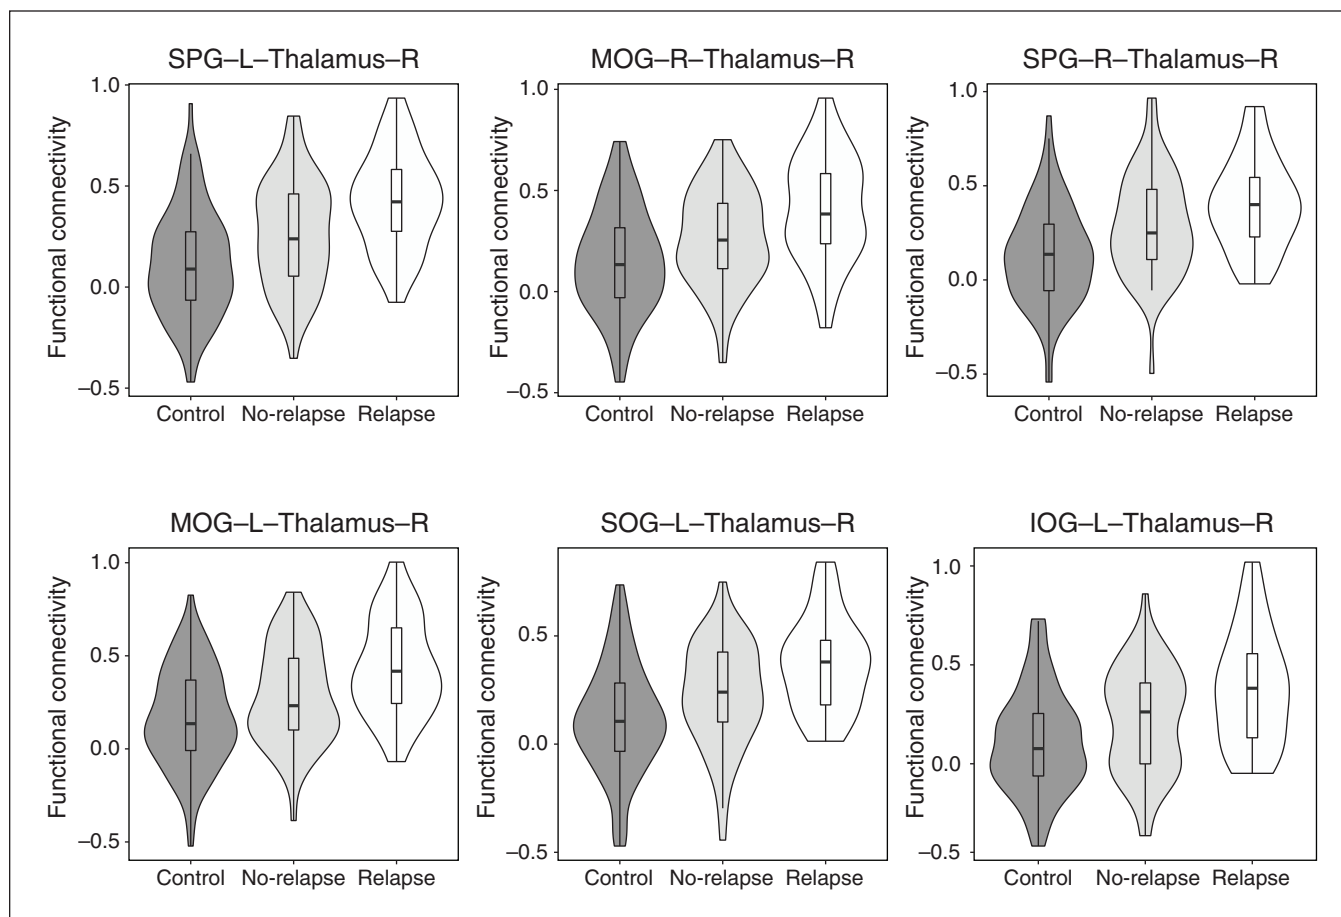 SPG–L–Thalamus–R
MOG–R–Thalamus–R
SPG–R–Thalamus–R
Functional connectivity
1.0
0.5
0.0
–0.5
Control
No-relapse
Relapse
Functional connectivity
1.0
0.5
0.0
–0.5
Control
No-relapse
Relapse
Functional connectivity
1.0
0.5
0.0
–0.5
Control
No-relapse
Relapse
MOG–L–Thalamus–R
SOG–L–Thalamus–R
IOG–L–Thalamus–R
Functional connectivity
1.0
0.5
0.0
–0.5
Control
No-relapse
Relapse
Functional connectivity
0.5
0.0
–0.5
Control
No-relapse
Relapse
Functional connectivity
1.0
0.5
0.0
–0.5
Control
No-relapse
Relapse